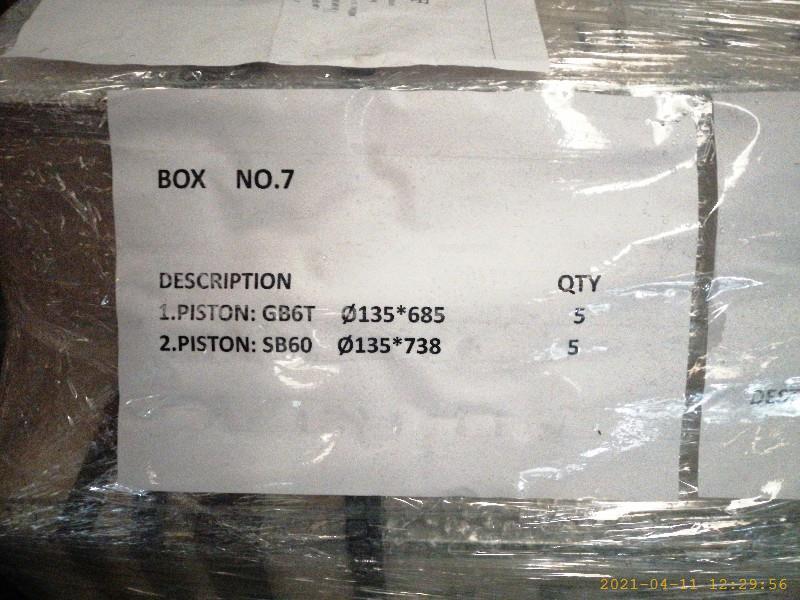 BOX NO.7
DESCRIPTION QTY
1.PISTON: GB6T Ø135*685 5
2.PISTON: SB60 Ø135*738 5
DEST
2021-04-11 12:29:56